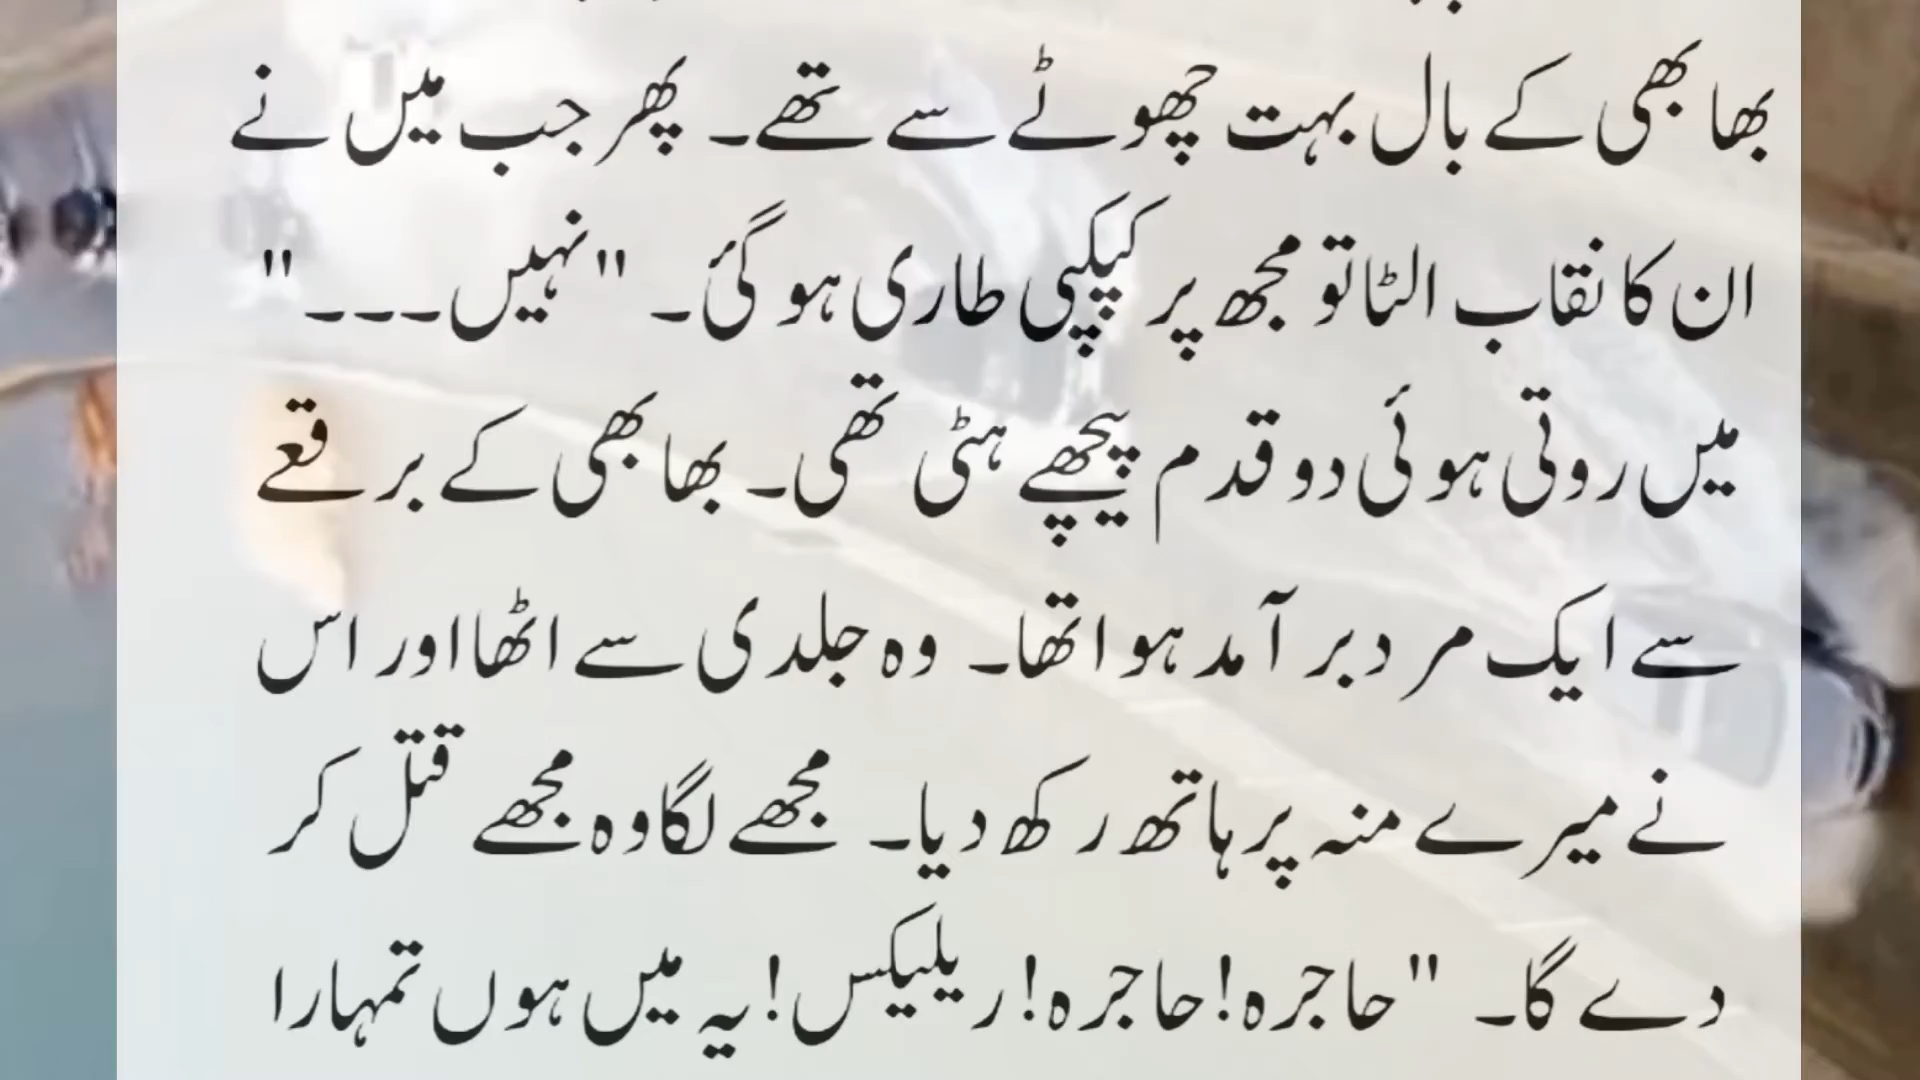 بھابھی کے بال بہت چھوٹے سے تھے۔ پھر جب میں نے
ان کا نقاب الٹا تو مجھ پر کپکپی طاری ہو گئی۔ "نہیں۔۔۔"
میں روتی ہوئی دو قدم پیچھے ہٹی تھی۔ بھابھی کے برقعے
سے ایک مرد برآمد ہوا تھا۔ وہ جلدی سے اٹھا اور اس
نے میرے منہ پر ہاتھ رکھ دیا۔ مجھے لگا وہ مجھے قتل کر
دے گا۔ "حاجرہ! حاجرہ! ریلیکس! یہ میں ہوں تمہارا